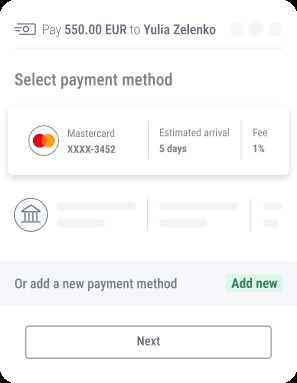 Pay 550.00 EUR to Yulia Zelenko
Select payment method
Mastercard
XXXX-3452
Estimated arrival
5 days
Fee
1%
Or add a new payment method
Add new
Next